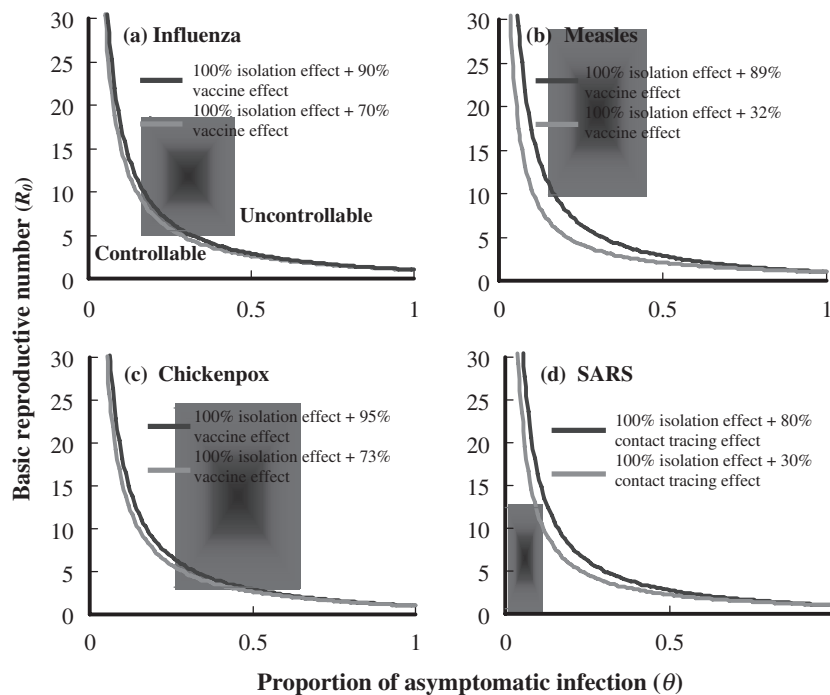 Basic reproductive number (R0)
(a) Influenza
100% isolation effect + 90%
vaccine effect
100% isolation effect + 70%
vaccine effect
Uncontrollable
Controllable
30
25
20
15
10
5
0
0
0.5
1
(b) Measles
100% isolation effect + 89%
vaccine effect
100% isolation effect + 32%
vaccine effect
30
25
20
15
10
5
0
0
0.5
1
(c) Chickenpox
100% isolation effect + 95%
vaccine effect
100% isolation effect + 73%
vaccine effect
30
25
20
15
10
5
0
0
0.5
1
(d) SARS
100% isolation effect + 80%
contact tracing effect
100% isolation effect + 30%
contact tracing effect
30
25
20
15
10
5
0
0
0.5
Proportion of asymptomatic infection (θ)